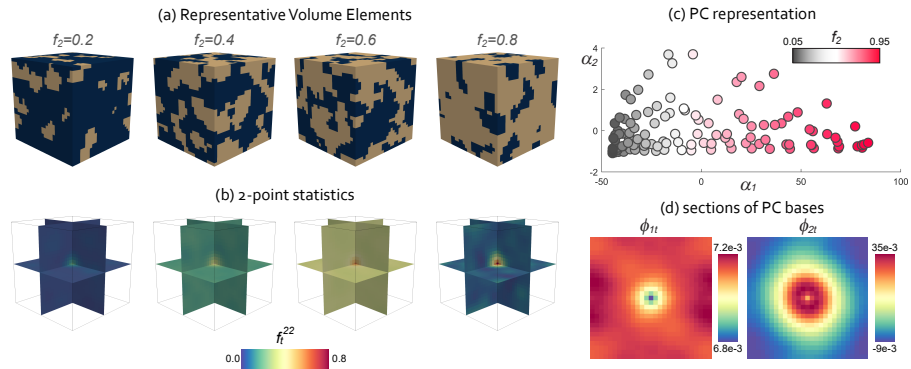 (a) Representative Volume Elements
f2=0.2
f2=0.4
f2=0.6
f2=0.8
(b) 2-point statistics
f_t^22
0.0
0.8
(c) PC representation
f2
0.05
0.95
α2
4
2
0
-2
-50
0
50
100
α1
(d) sections of PC bases
ϕ1t
7.2e-3
6.8e-3
ϕ2t
35e-3
-9e-3